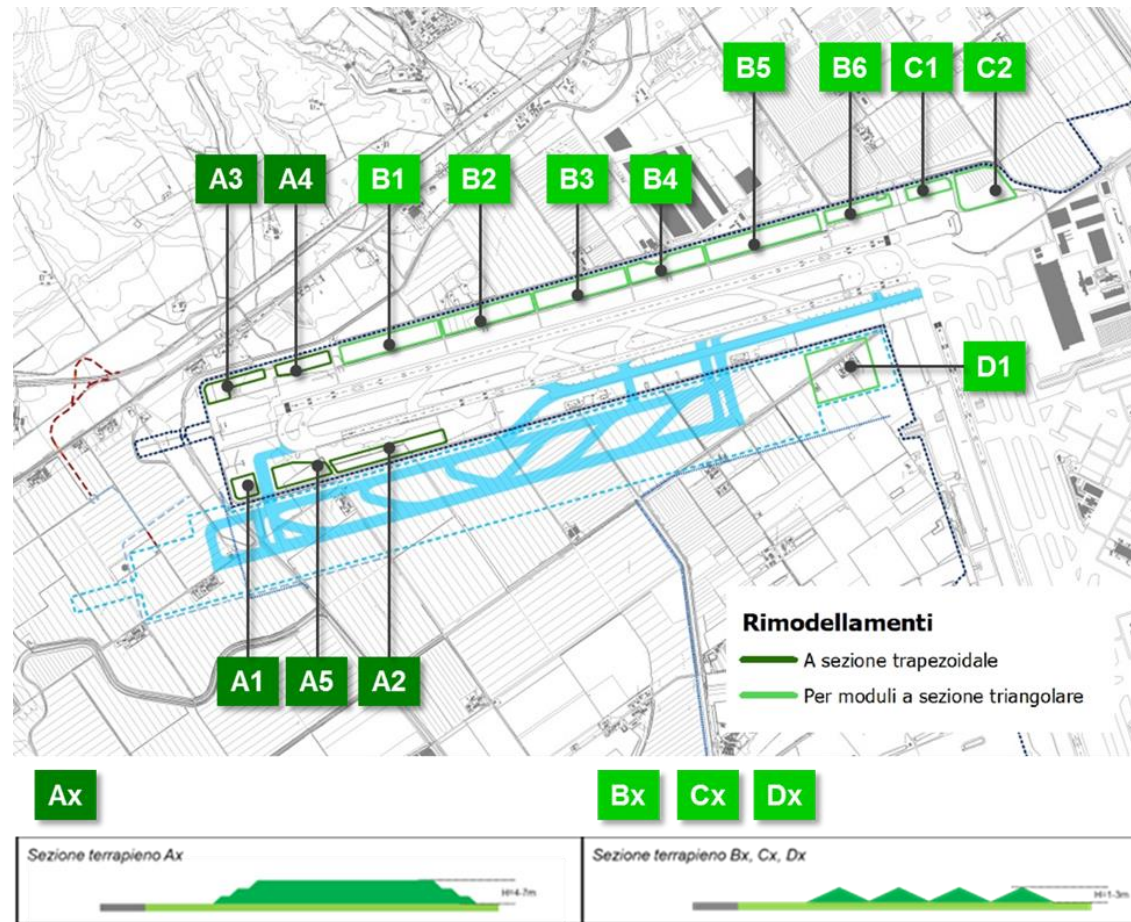 B5 B6 C1 C2
A3 A4 B1 B2 B3 B4
D1
A1 A5 A2
Rimodellamenti
A sezione trapezoidale
Per moduli a sezione triangolare
Ax Bx Cx Dx
Sezione terrapieno Ax
H=4-7m
Sezione terrapieno Bx, Cx, Dx
H=1-3m